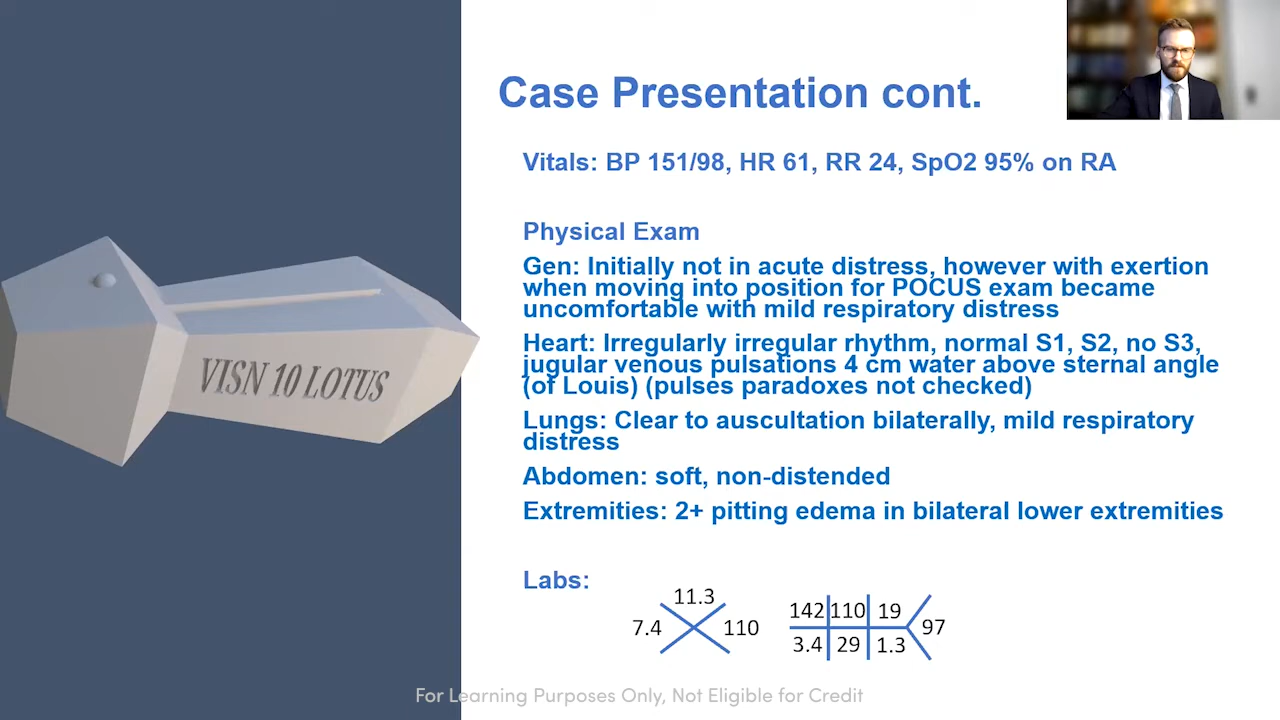 Case Presentation cont.
Vitals: BP 151/98, HR 61, RR 24, SpO2 95% on RA
Physical Exam
Gen: Initially not in acute distress, however with exertion
when moving into position for POCUS exam became
uncomfortable with mild respiratory distress
Heart: Irregularly irregular rhythm, normal S1, S2, no S3,
jugular venous pulsations 4 cm water above sternal angle
(of Louis) (pulses paradoxes not checked)
Lungs: Clear to auscultation bilaterally, mild respiratory
distress
Abdomen: soft, non-distended
Extremities: 2+ pitting edema in bilateral lower extremities
Labs:
11.3
7.4 110
142 110 19
97
3.4 29 1.3
VISN 10 LOTUS
For Learning Purposes Only, Not Eligible for Credit